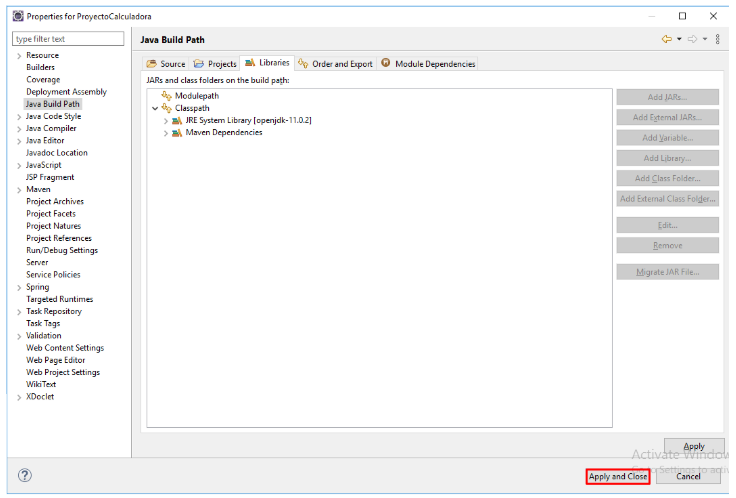 Properties for ProyectoCalculadora
type filter text
Resource
Builders
Coverage
Deployment Assembly
Java Build Path
Java Code Style
Java Compiler
Java Editor
Javadoc Location
JavaScript
JSP Fragment
Maven
Project Archives
Project Facets
Project Natures
Project References
Run/Debug Settings
Server
Service Policies
Spring
Targeted Runtimes
Task Repository
Task Tags
Validation
Web Content Settings
Web Page Editor
Web Project Settings
WikiText
XDoclet
Java Build Path
Source Projects Libraries Order and Export Module Dependencies
JARs and class folders on the build path:
Modulepath
Classpath
JRE System Library [openjdk-11.0.2]
Maven Dependencies
Add JARs...
Add External JARs...
Add Variable...
Add Library...
Add Class Folder...
Add External Class Folder...
Edit...
Remove
Migrate JAR File...
Apply
Activate Window
Go to Settings to acti
Apply and Close Cancel